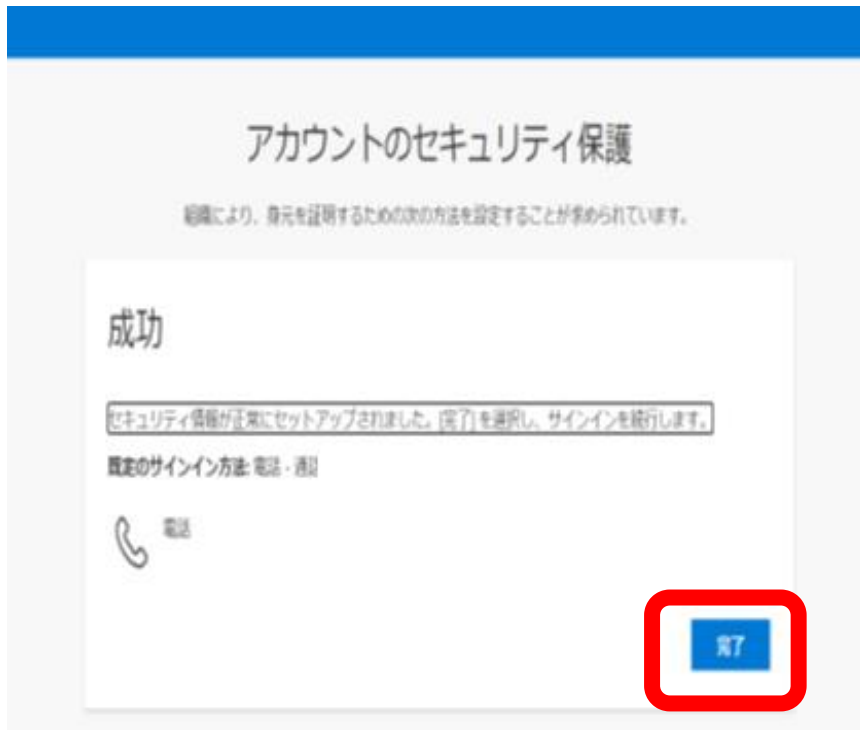 アカウントのセキュリティ保護
組織により、身元を証明するための次の方法を設定することが求められています。
成功
セキュリティ情報が正常にセットアップされました。[完了] を選択し、サインインを続行します。
既定のサインイン方法: 電話 - 通話
電話
完了